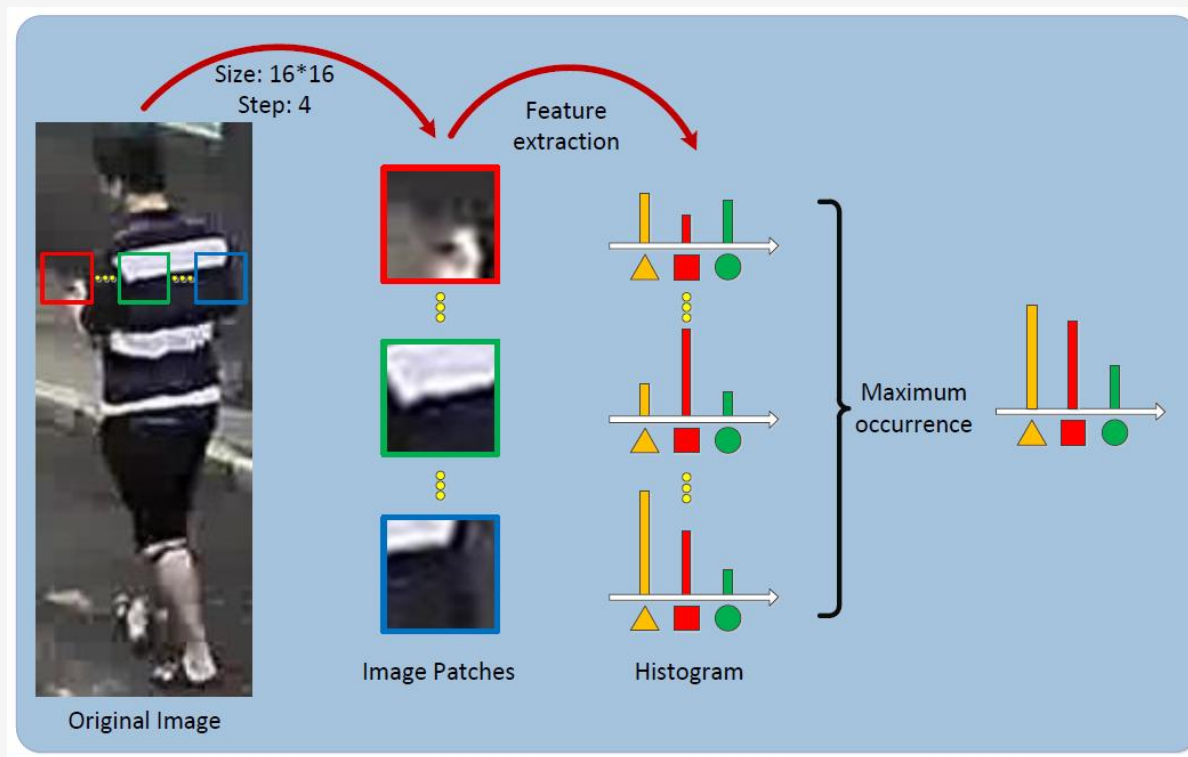 Size: 16*16
Step: 4
Feature
extraction
Maximum
occurrence
Image Patches
Histogram
Original Image